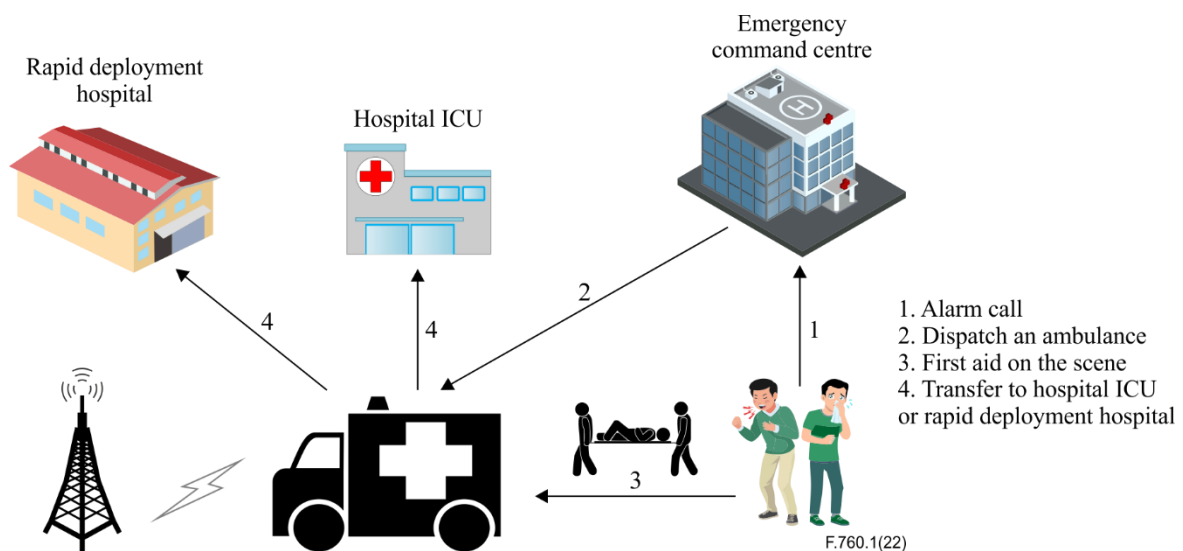 Emergency
command centre
Rapid deployment
hospital
Hospital ICU
H
2
4
4
1
1. Alarm call
2. Dispatch an ambulance
3. First aid on the scene
4. Transfer to hospital ICU
or rapid deployment hospital
3
F.760.1(22)